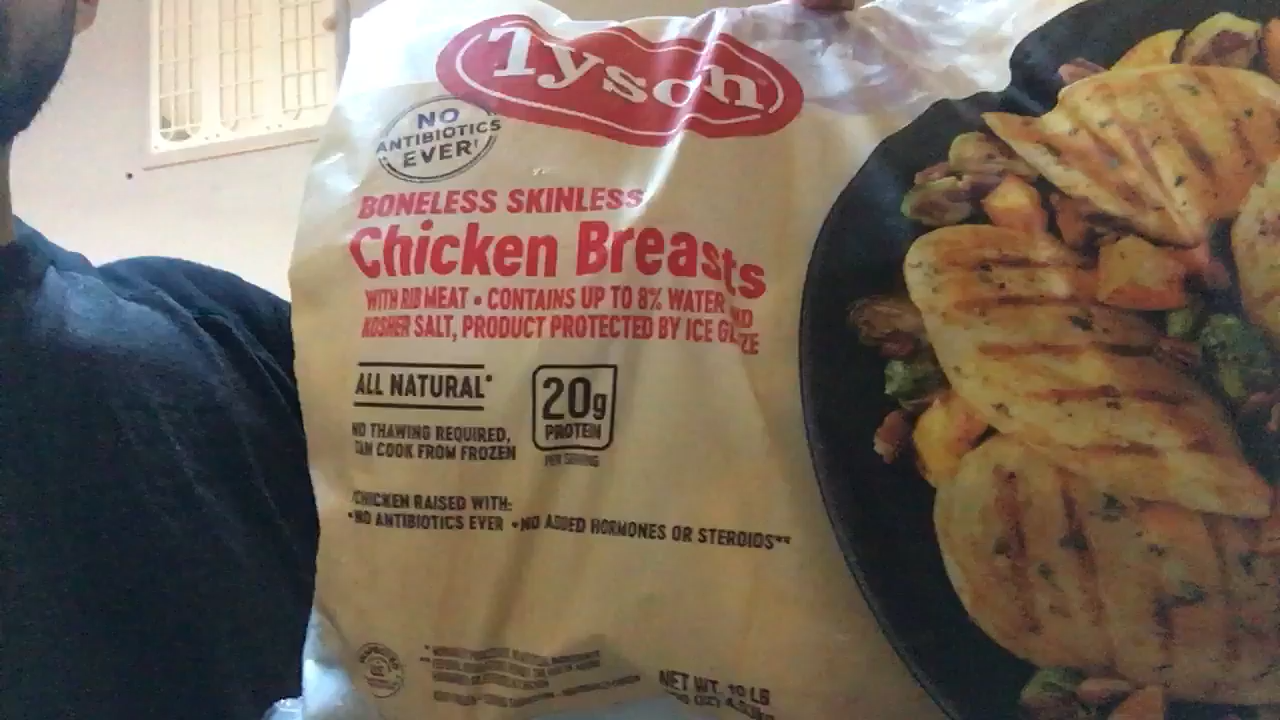 Tyson
NO
ANTIBIOTICS
EVER!
BONELESS SKINLESS
Chicken Breasts
WITH RIB MEAT • CONTAINS UP TO 8% WATER AND
KOSHER SALT, PRODUCT PROTECTED BY ICE GLAZE
ALL NATURAL*
20g
PROTEIN
PER SERVING
NO THAWING REQUIRED,
CAN COOK FROM FROZEN
CHICKEN RAISED WITH:
•NO ANTIBIOTICS EVER •NO ADDED HORMONES OR STEROIDS**
NET WT. 10 LB